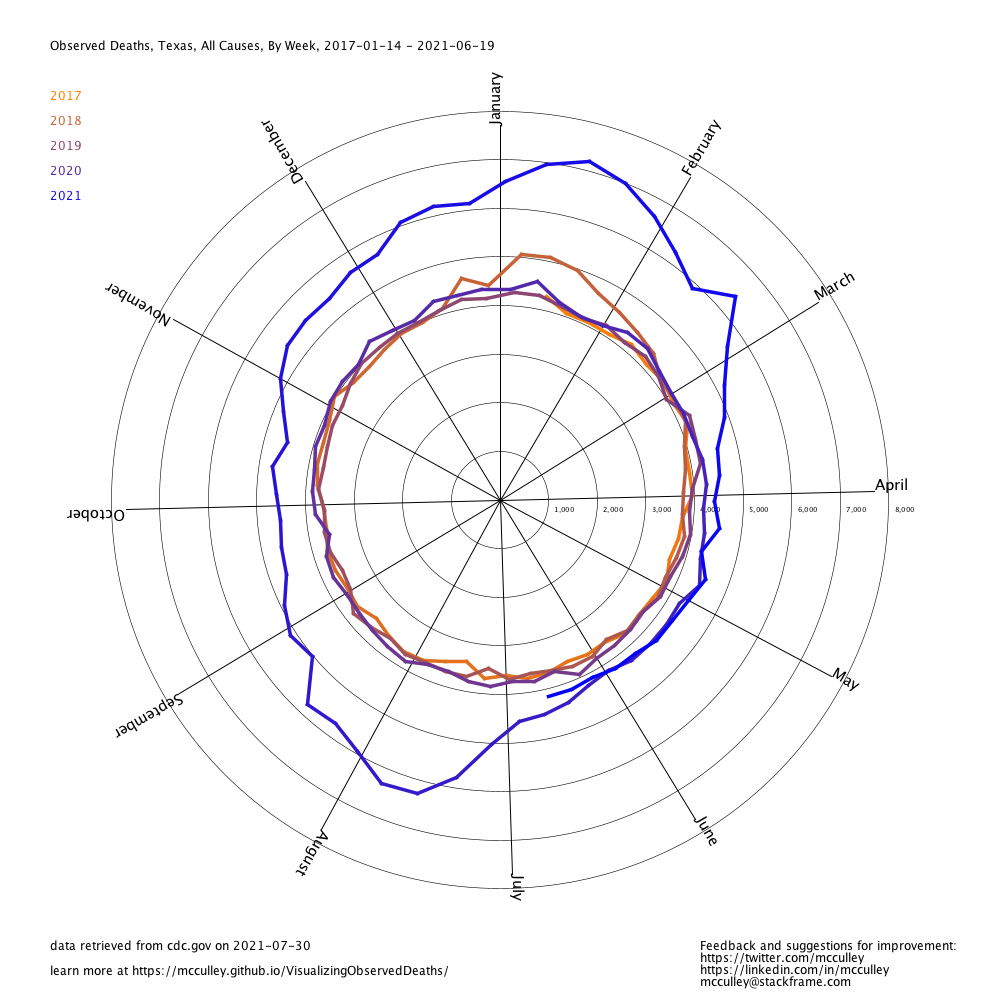 Observed Deaths, Texas, All Causes, By Week, 2017-01-14 - 2021-06-19
2017
2018
2019
2020
2021
January
February
March
April
May
June
July
August
September
October
November
December
1,000
2,000
3,000
4,000
5,000
6,000
7,000
8,000
data retrieved from cdc.gov on 2021-07-30
learn more at https://mcculley.github.io/VisualizingObservedDeaths/
Feedback and suggestions for improvement:
https://twitter.com/mcculley
https://linkedin.com/in/mcculley
mcculley@stackframe.com